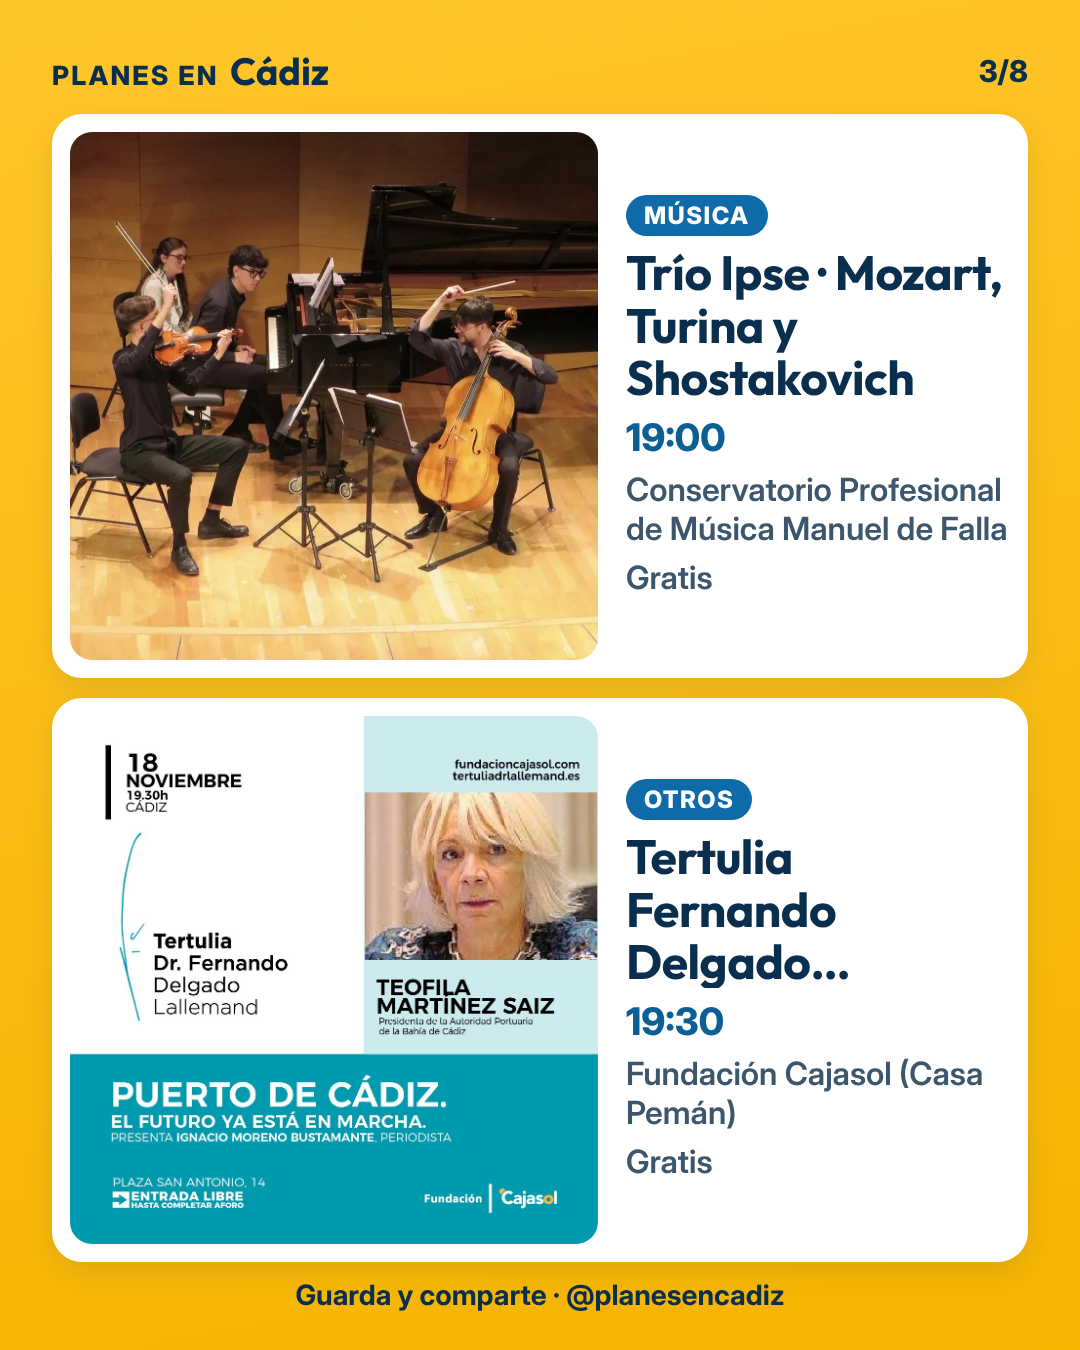 PLANES EN Cádiz
3/8
MÚSICA
Trío Ipse · Mozart,
Turina y
Shostakovich
19:00
Conservatorio Profesional
de Música Manuel de Falla
Gratis
18
NOVIEMBRE
19.30h
CÁDIZ
Tertulia
Dr. Fernando
Delgado
Lallemand
fundacioncajasol.com
tertuliadrlallemand.es
TEOFILA
MARTÍNEZ SAIZ
Presidenta de la Autoridad Portuaria
de la Bahía de Cádiz
PUERTO DE CÁDIZ.
EL FUTURO YA ESTÁ EN MARCHA.
PRESENTA IGNACIO MORENO BUSTAMANTE, PERIODISTA
PLAZA SAN ANTONIO, 14
ENTRADA LIBRE
HASTA COMPLETAR AFORO
Fundación | Cajasol
OTROS
Tertulia
Fernando
Delgado...
19:30
Fundación Cajasol (Casa
Pemán)
Gratis
Guarda y comparte · @planesencadiz